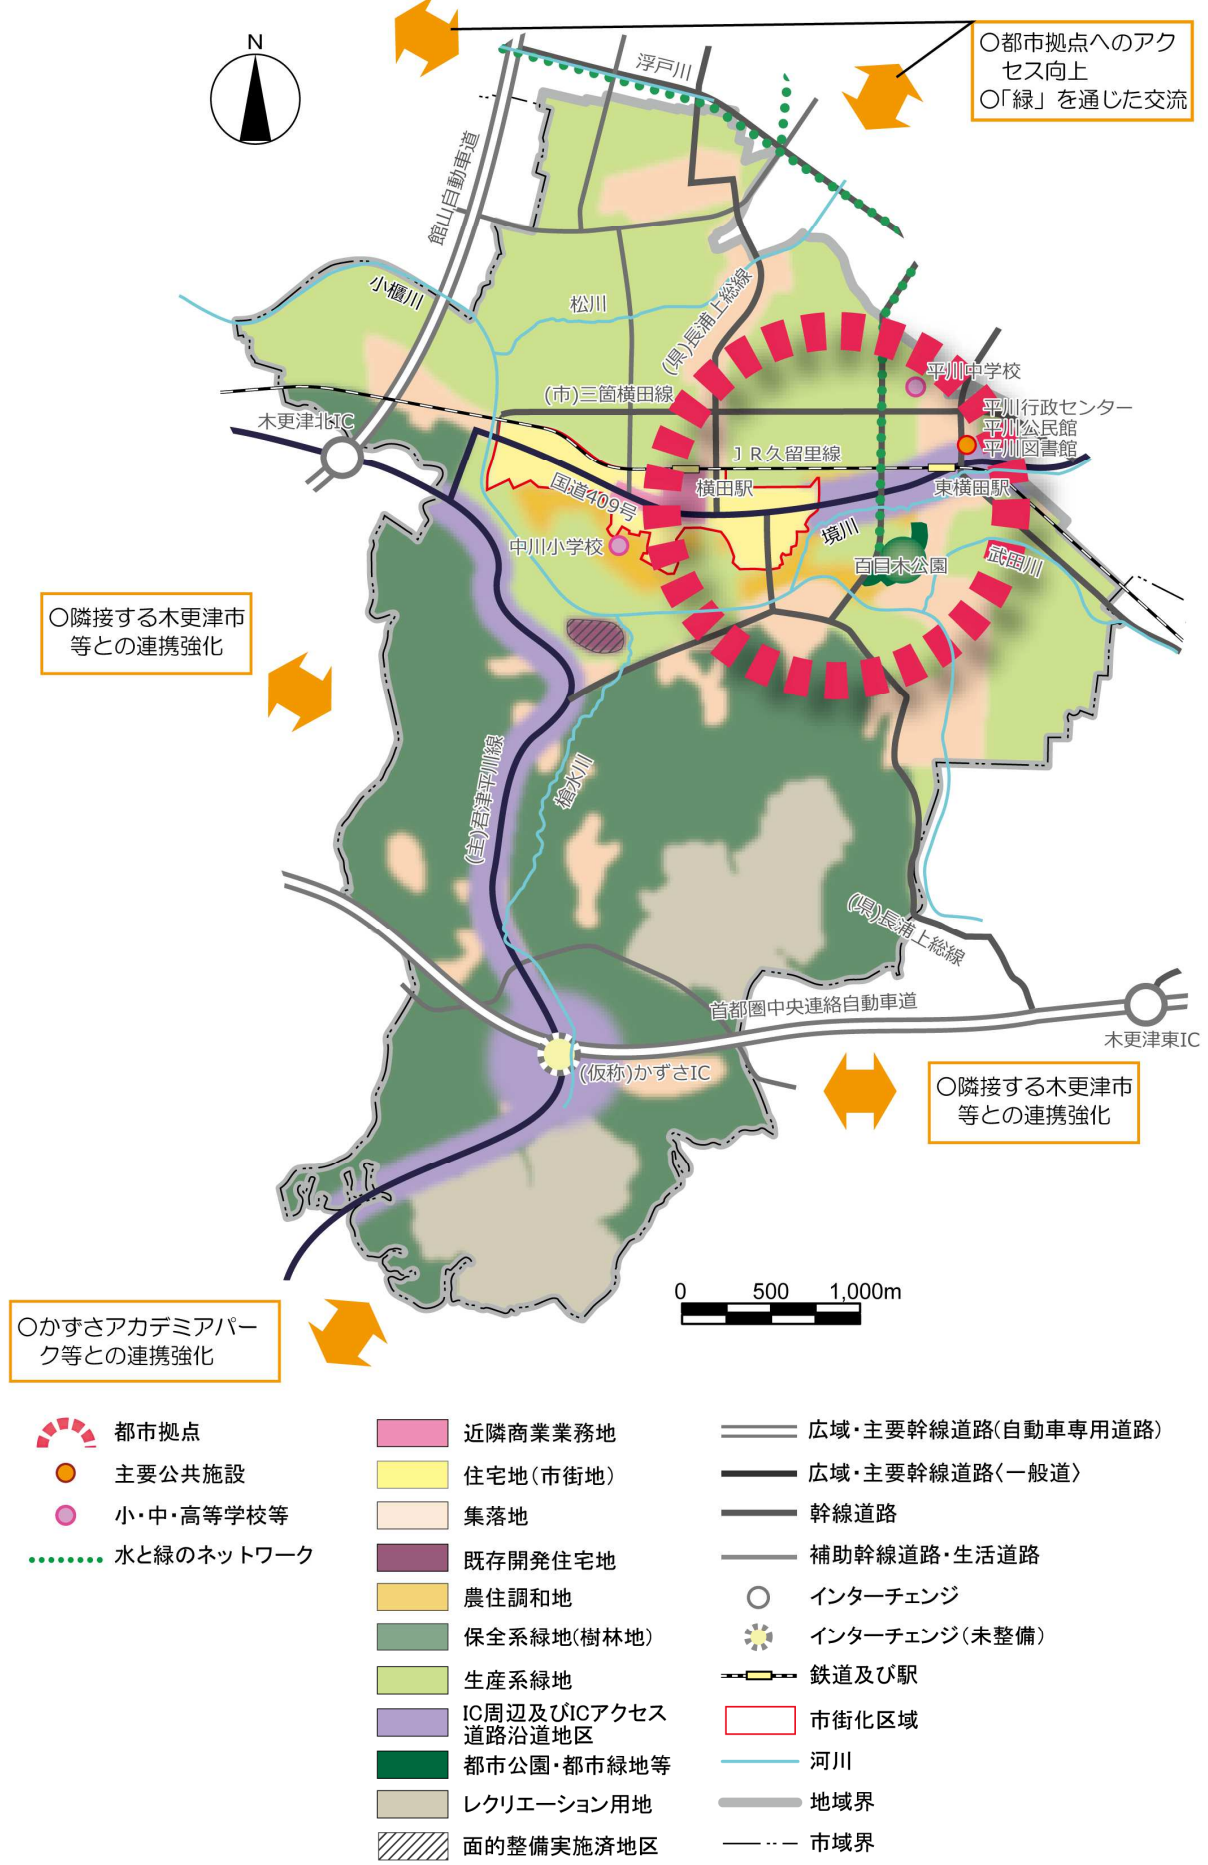 ○都市拠点へのアク
セス向上
○「緑」を通じた交流
N
浮戸川
館山自動車道
小櫃川
松川
(県)長浦上総線
(市)三箇横田線
平川中学校
平川行政センター
平川公民館
平川図書館
木更津北IC
JR久留里線
横田駅
東横田駅
国道409号
境川
中川小学校
百目木公園
武田川
○隣接する木更津市
等との連携強化
(主)君津平川線
槍水川
(県)長浦上総線
首都圏中央連絡自動車道
木更津東IC
(仮称)かずさIC
○隣接する木更津市
等との連携強化
0 500 1,000m
○かずさアカデミアパー
ク等との連携強化
都市拠点
主要公共施設
小・中・高等学校等
水と緑のネットワーク
近隣商業業務地
住宅地(市街地)
集落地
既存開発住宅地
農住調和地
保全系緑地(樹林地)
生産系緑地
IC周辺及びICアクセス
道路沿道地区
都市公園・都市緑地等
レクリエーション用地
面的整備実施済地区
広域・主要幹線道路(自動車専用道路)
広域・主要幹線道路〈一般道〉
幹線道路
補助幹線道路・生活道路
インターチェンジ
インターチェンジ(未整備)
鉄道及び駅
市街化区域
河川
地域界
市域界